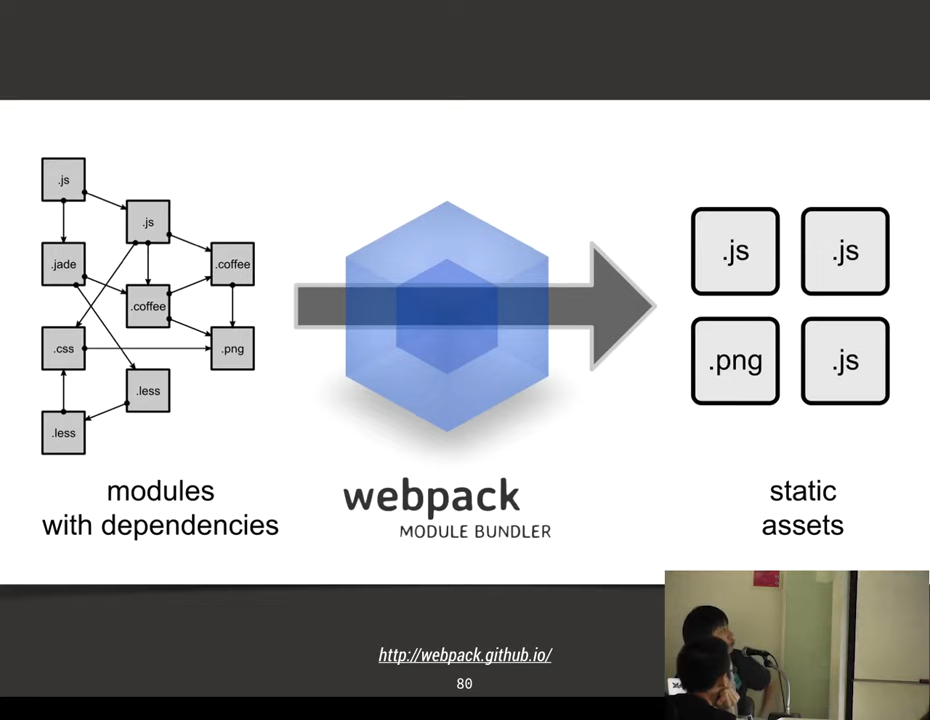 .js
.js
.jade
.coffee
.coffee
.css
.png
.less
.less
modules
with dependencies
webpack
MODULE BUNDLER
.js
.js
.png
.js
static
assets
http://webpack.github.io/
80